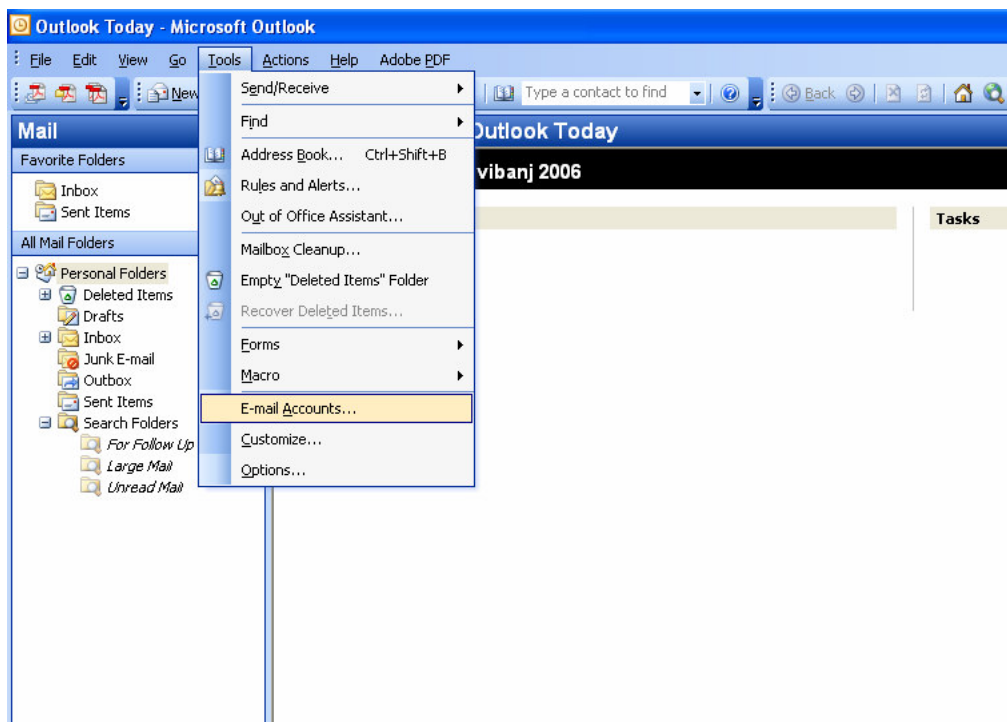 Outlook Today - Microsoft Outlook
File Edit View Go Tools Actions Help Adobe PDF
New
Type a contact to find
Back
Mail
Outlook Today
Favorite Folders
vibanj 2006
Inbox
Sent Items
Tasks
All Mail Folders
Personal Folders
Deleted Items
Drafts
Inbox
Junk E-mail
Outbox
Sent Items
Search Folders
For Follow Up
Large Mail
Unread Mail
Send/Receive
Find
Address Book... Ctrl+Shift+B
Rules and Alerts...
Out of Office Assistant...
Mailbox Cleanup...
Empty "Deleted Items" Folder
Recover Deleted Items...
Forms
Macro
E-mail Accounts...
Customize...
Options...